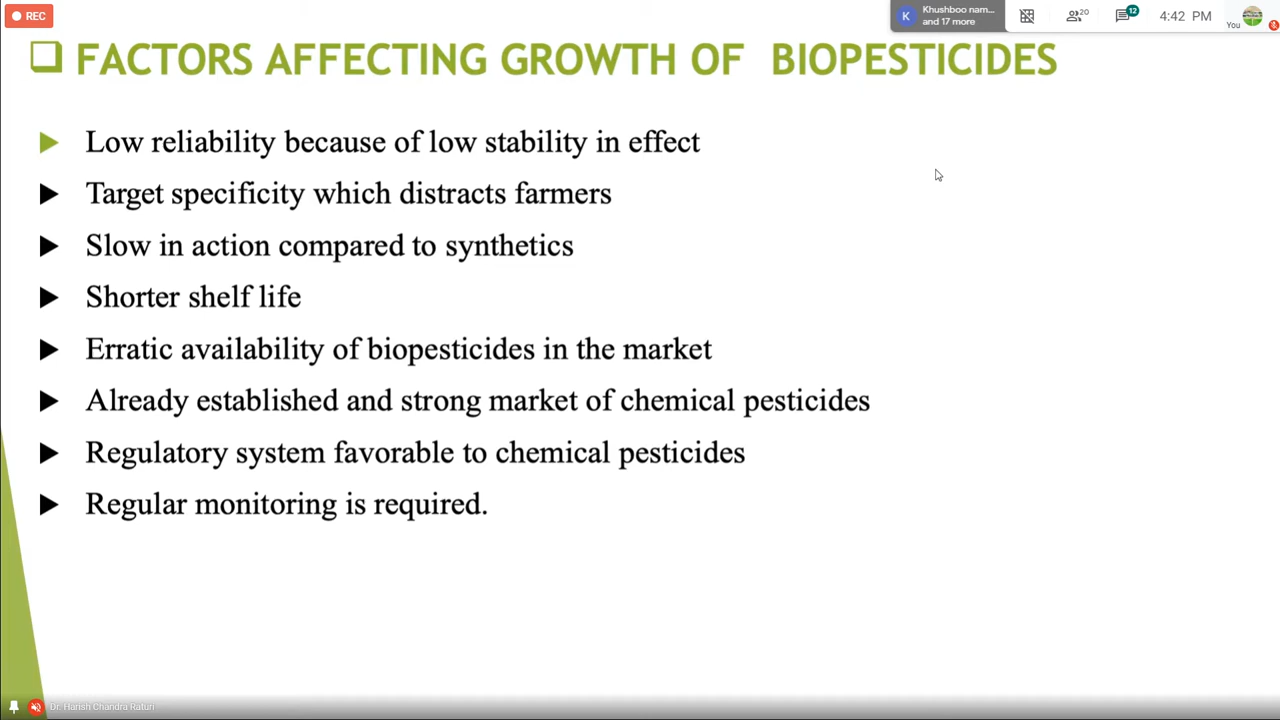 REC
Khushboo nam...
and 17 more
K
20
12
4:42 PM
You
FACTORS AFFECTING GROWTH OF BIOPESTICIDES
Low reliability because of low stability in effect
Target specificity which distracts farmers
Slow in action compared to synthetics
Shorter shelf life
Erratic availability of biopesticides in the market
Already established and strong market of chemical pesticides
Regulatory system favorable to chemical pesticides
Regular monitoring is required.
Dr. Harish Chandra Raturi